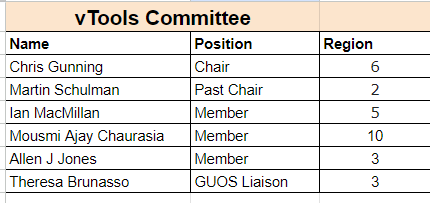 vTools Committee
Name Position Region
Chris Gunning Chair 6
Martin Schulman Past Chair 2
Ian MacMillan Member 5
Mousmi Ajay Chaurasia Member 10
Allen J Jones Member 3
Theresa Brunasso GUOS Liaison 3